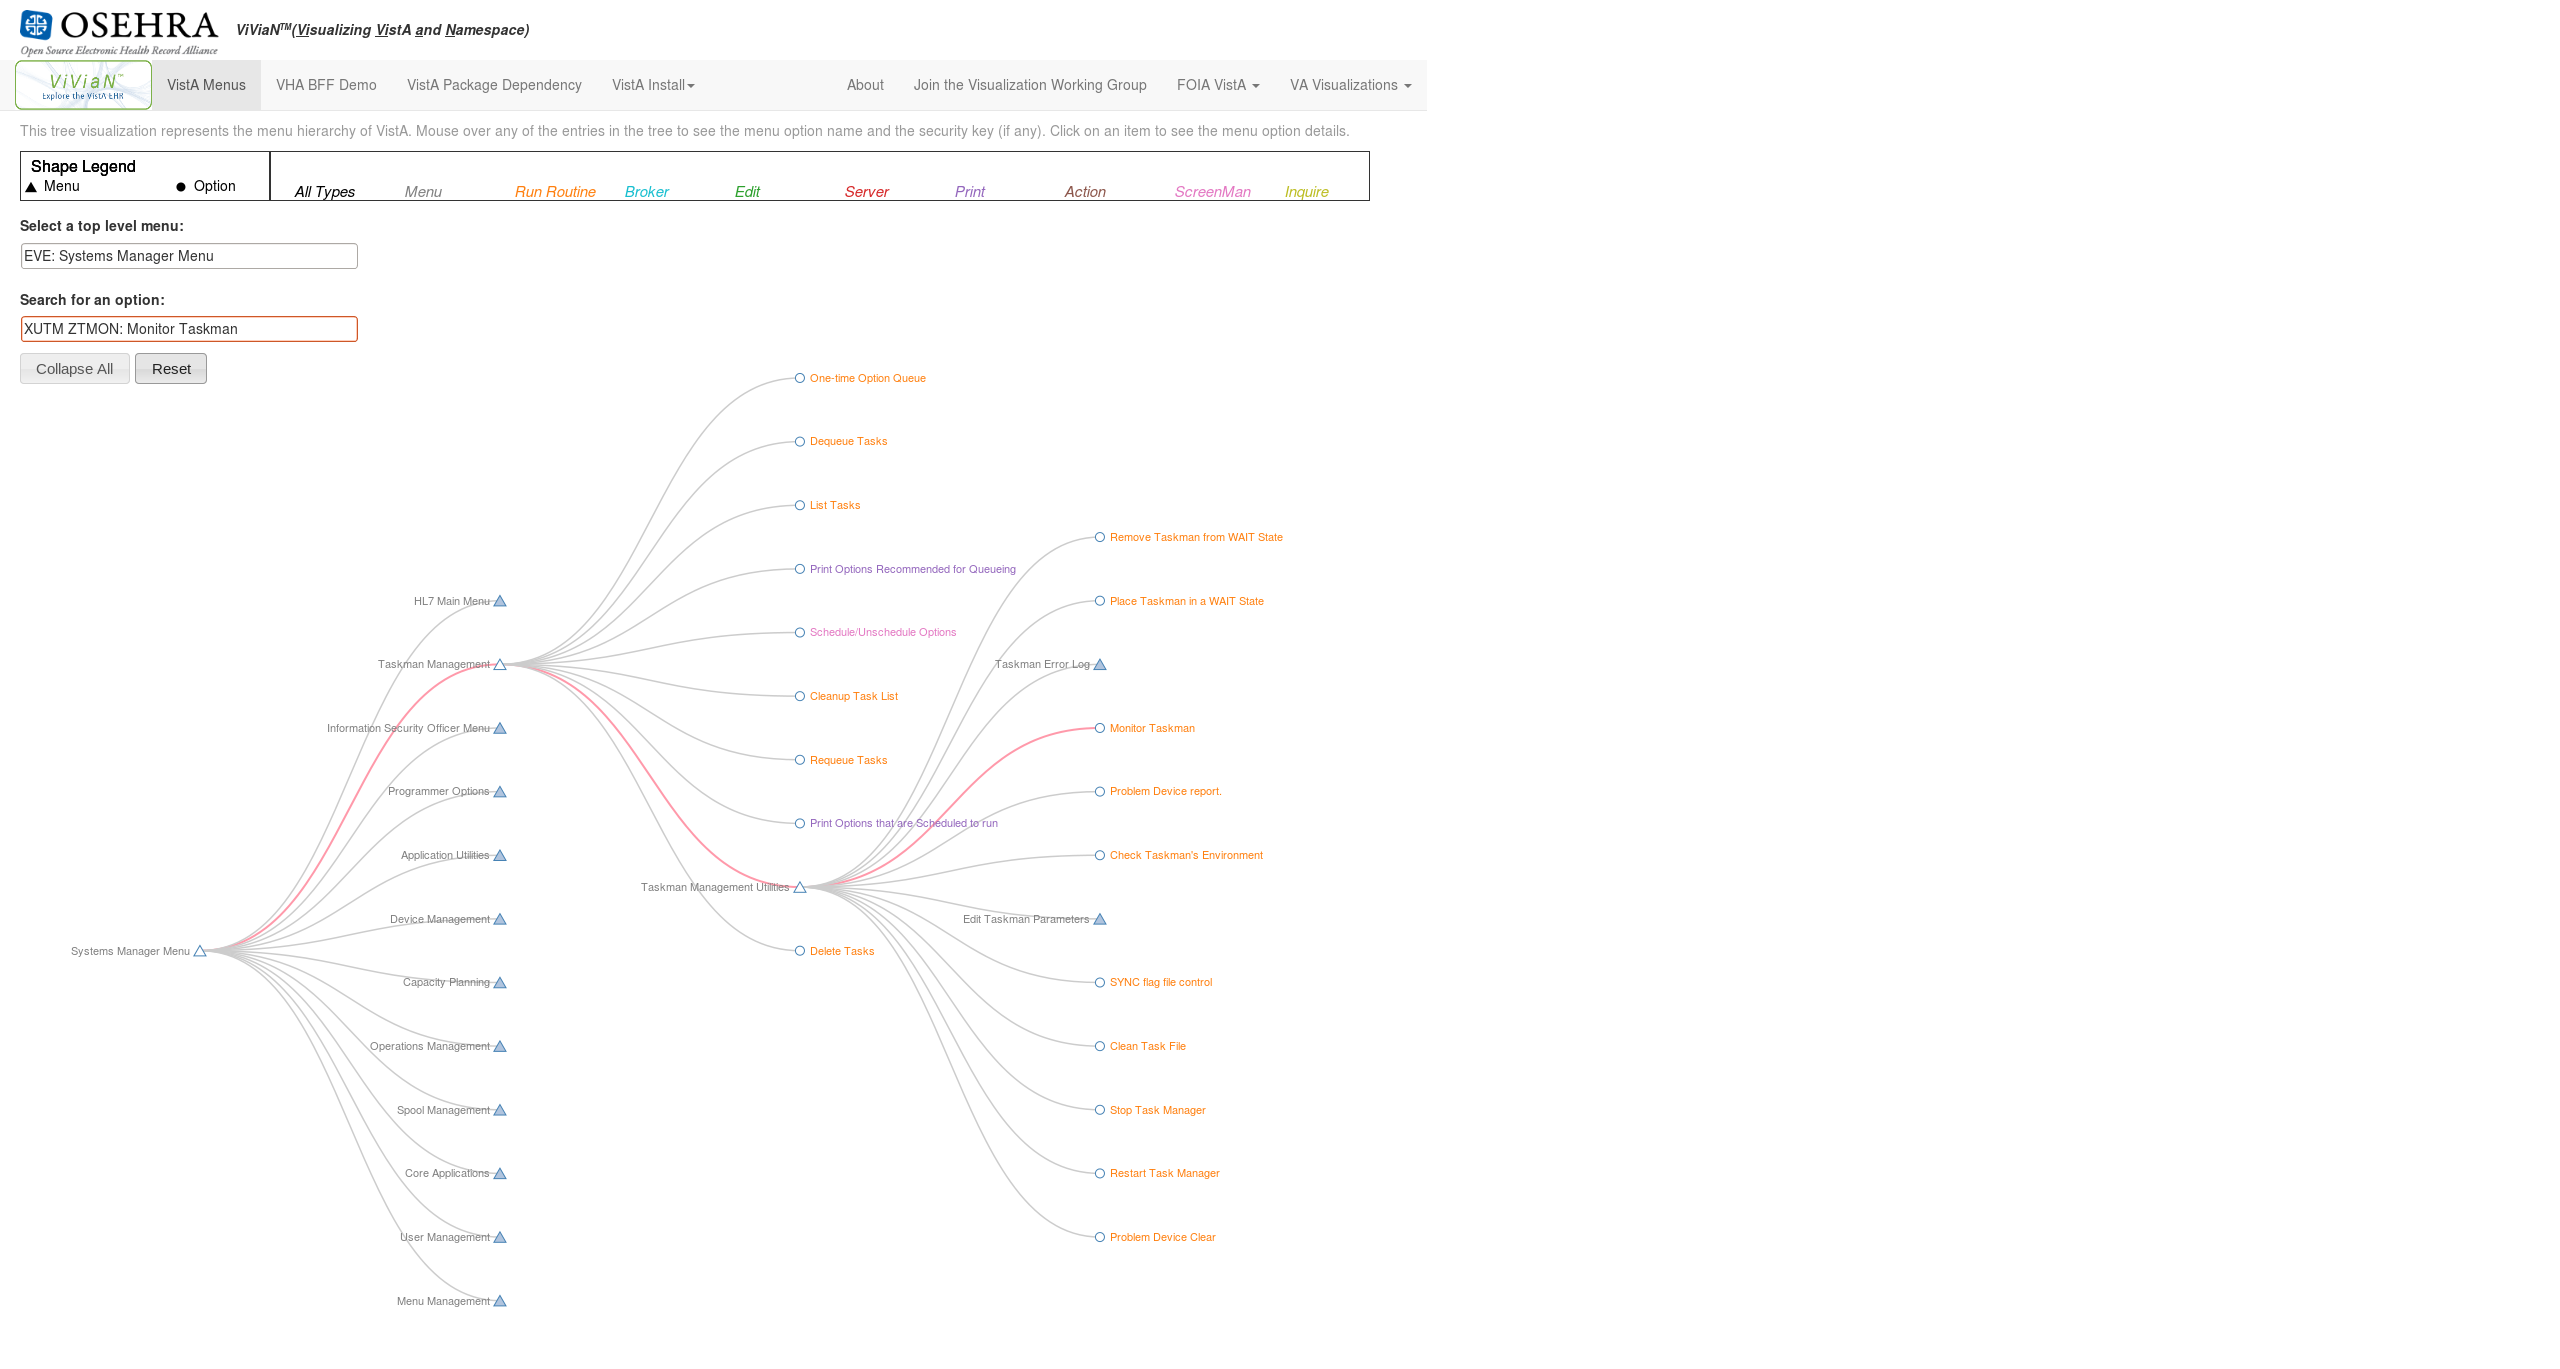 OSEHRA
Open Source Electronic Health Record Alliance
ViViaN™(Visualizing VistA and Namespace)
ViViaN™
Explore the VistA EHR
VistA Menus
VHA BFF Demo
VistA Package Dependency
VistA Install
About
Join the Visualization Working Group
FOIA VistA
VA Visualizations
This tree visualization represents the menu hierarchy of VistA. Mouse over any of the entries in the tree to see the menu option name and the security key (if any). Click on an item to see the menu option details.
Shape Legend
Menu
Option
All Types
Menu
Run Routine
Broker
Edit
Server
Print
Action
ScreenMan
Inquire
Select a top level menu:
EVE: Systems Manager Menu
Search for an option:
XUTM ZTMON: Monitor Taskman
Collapse All
Reset
Systems Manager Menu
HL7 Main Menu
Taskman Management
Information Security Officer Menu
Programmer Options
Application Utilities
Device Management
Capacity Planning
Operations Management
Spool Management
Core Applications
User Management
Menu Management
One-time Option Queue
Dequeue Tasks
List Tasks
Print Options Recommended for Queueing
Schedule/Unschedule Options
Cleanup Task List
Requeue Tasks
Print Options that are Scheduled to run
Taskman Management Utilities
Delete Tasks
Remove Taskman from WAIT State
Place Taskman in a WAIT State
Taskman Error Log
Monitor Taskman
Problem Device report.
Check Taskman's Environment
Edit Taskman Parameters
SYNC flag file control
Clean Task File
Stop Task Manager
Restart Task Manager
Problem Device Clear